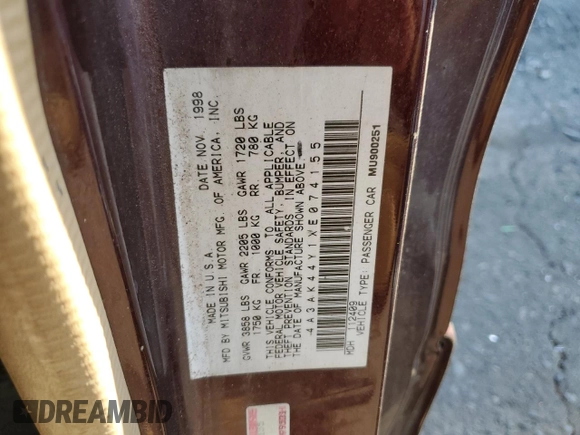 MADE IN U S A DATE NOV. 1998
MFD BY MITSUBISHI MOTOR MFG. OF AMERICA, INC.
GVWR 3858 LBS GAWR 2205 LBS GAWR 1720 LBS
1750 KG FR. 1000 KG RR. 780 KG
THIS VEHICLE CONFORMS TO ALL APPLICABLE
FEDERAL MOTOR VEHICLE SAFETY, BUMPER, AND
THEFT PREVENTION STANDARDS IN EFFECT ON
THE DATE OF MANUFACTURE SHOWN ABOVE.
4A3AK44Y1XE074155
MDH 112409
VEHICLE TYPE: PASSENGER CAR MU900251
DREAMBID